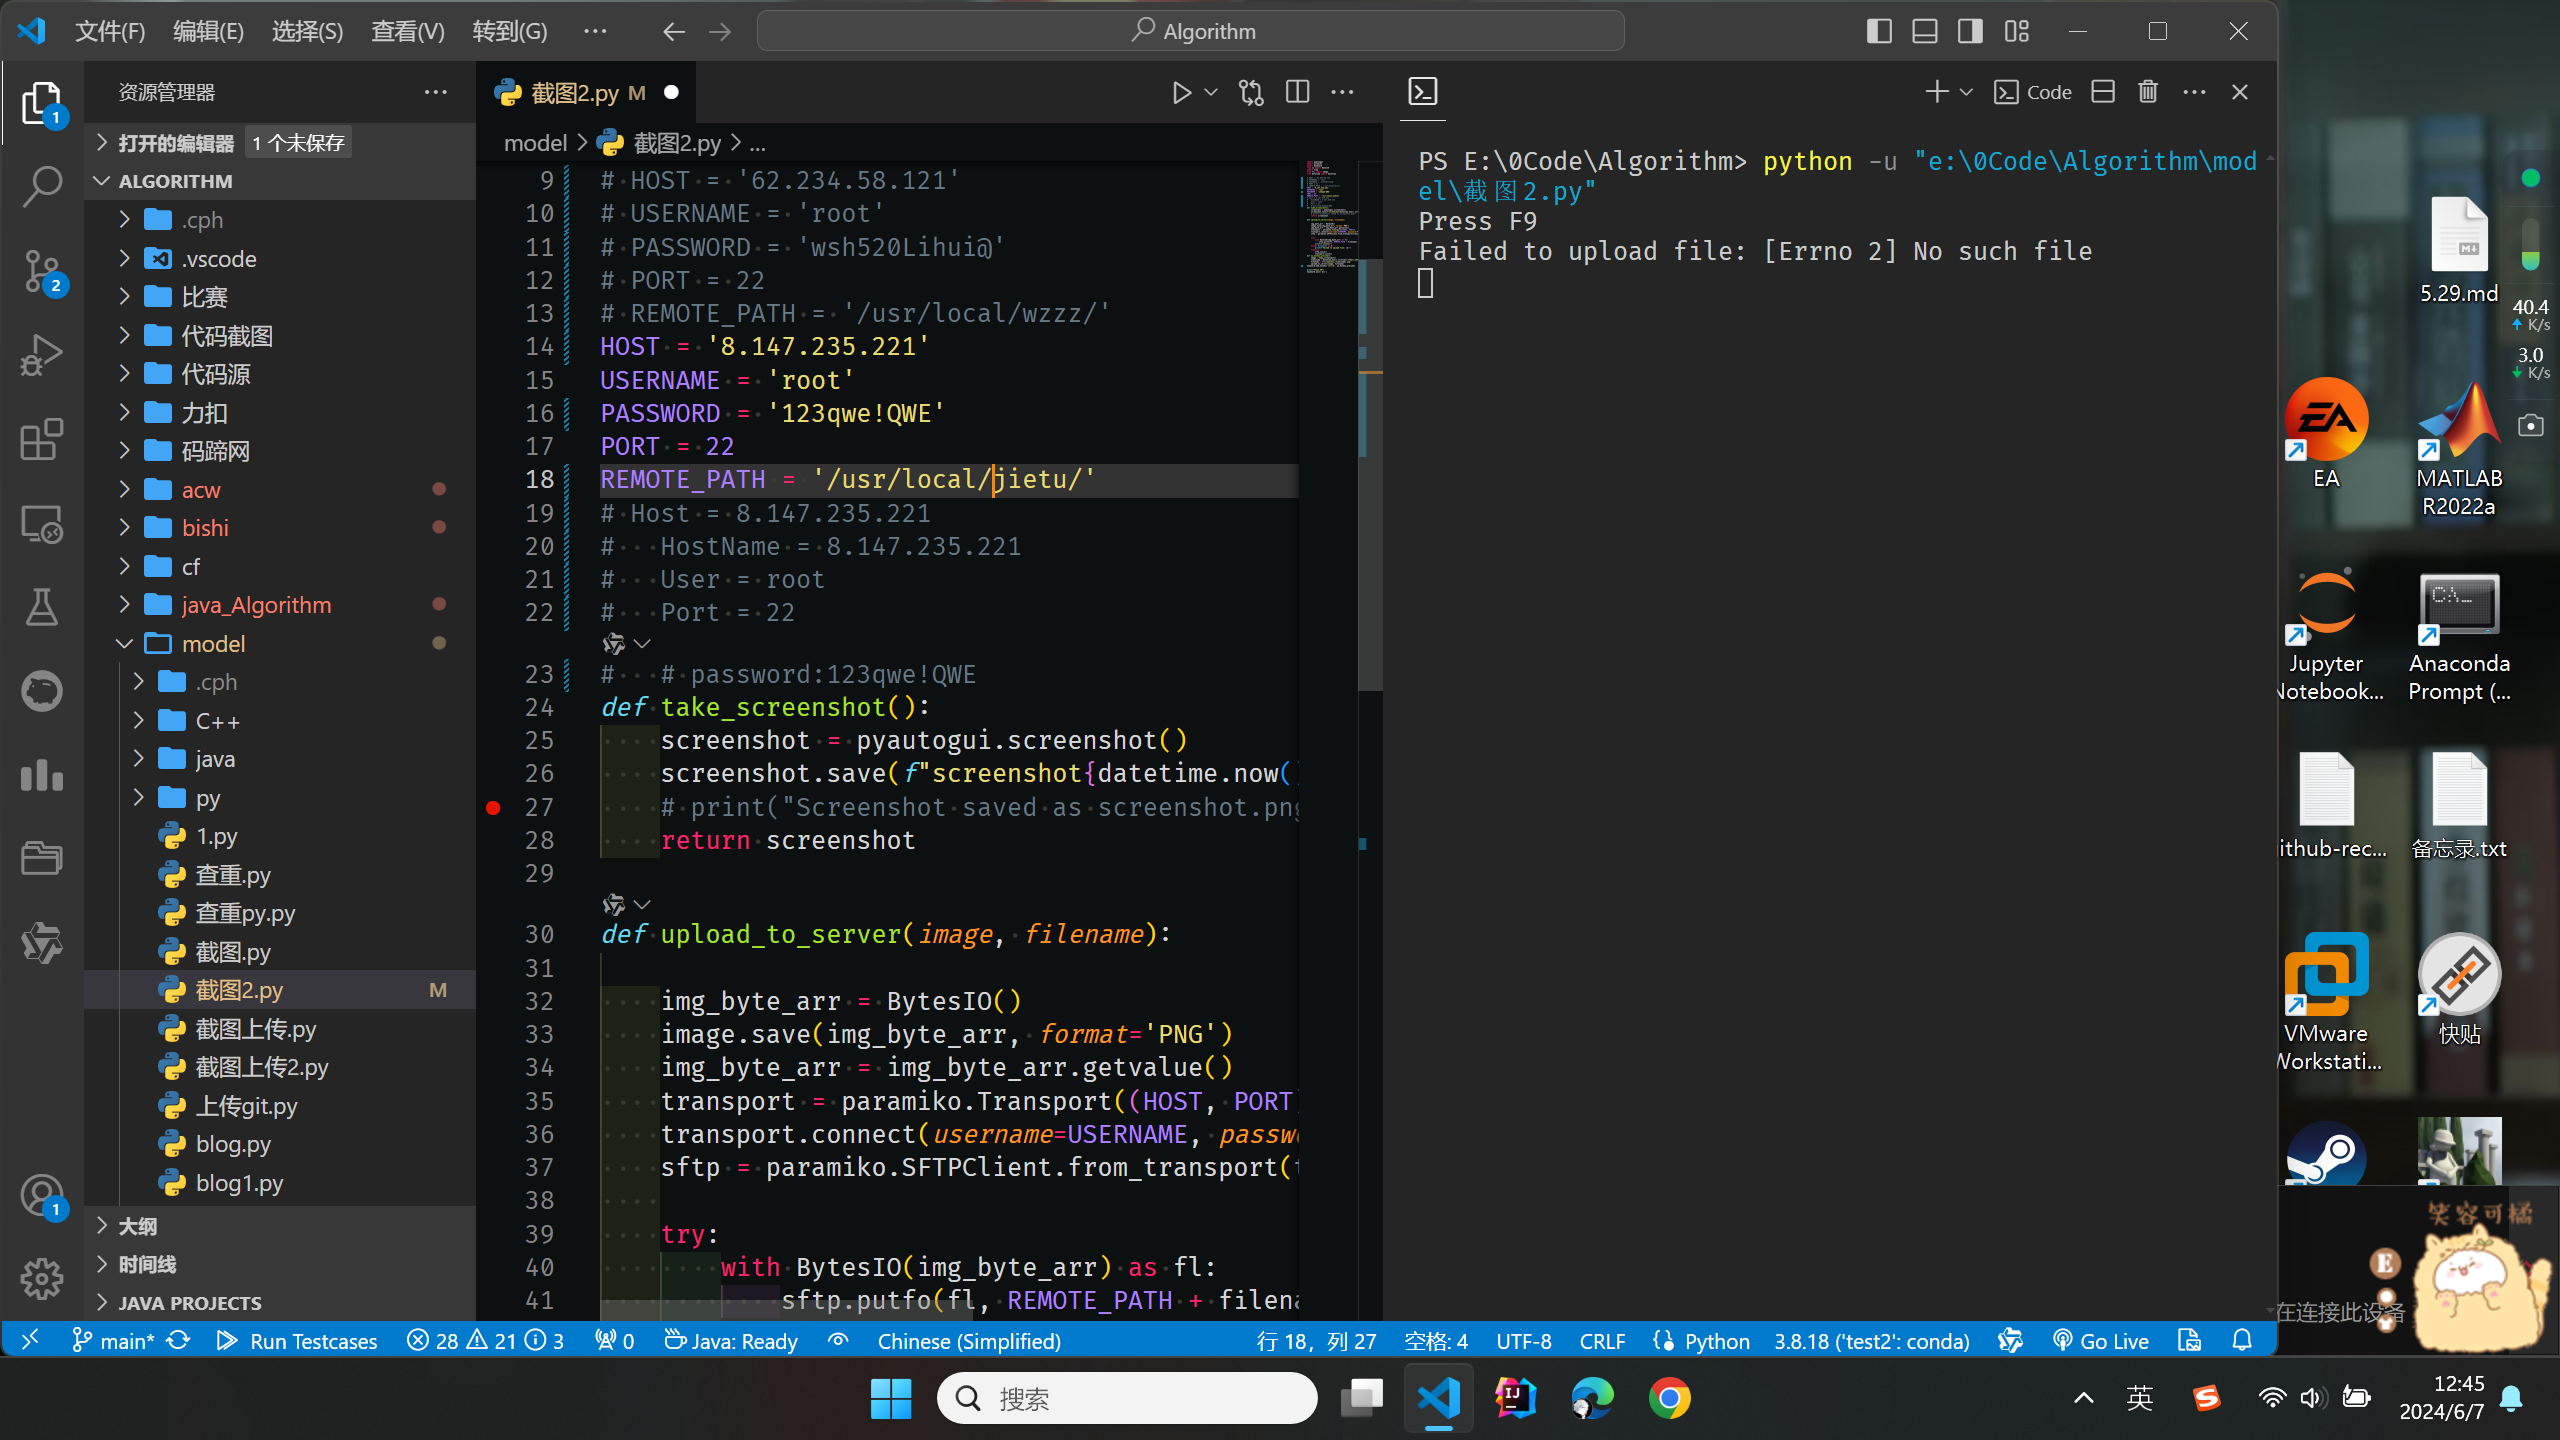 文件(F) 编辑(E) 选择(S) 查看(V) 转到(G) ··· Algorithm
资源管理器
打开的编辑器 1 个未保存
ALGORITHM
.cph
.vscode
比赛
代码截图
代码源
力扣
码蹄网
acw
bishi
cf
java_Algorithm
model
.cph
C++
java
py
1.py
查重.py
查重py.py
截图.py
截图2.py M
截图上传.py
截图上传2.py
上传git.py
blog.py
blog1.py
大纲
时间线
JAVA PROJECTS
1
2
1
截图2.py M
model > 截图2.py > ...
9 # HOST = '62.234.58.121'
10 # USERNAME = 'root'
11 # PASSWORD = 'wsh520Lihui@'
12 # PORT = 22
13 # REMOTE_PATH = '/usr/local/wzzz/'
14 HOST = '8.147.235.221'
15 USERNAME = 'root'
16 PASSWORD = '123qwe!QWE'
17 PORT = 22
18 REMOTE_PATH = '/usr/local/jietu/'
19 # Host = 8.147.235.221
20 #   HostName = 8.147.235.221
21 #   User = root
22 #   Port = 22
23 #   # password:123qwe!QWE
24 def take_screenshot():
25     screenshot = pyautogui.screenshot()
26     screenshot.save(f"screenshot{datetime.now()
27     # print("Screenshot saved as screenshot.png
28     return screenshot
29
30 def upload_to_server(image, filename):
31
32     img_byte_arr = BytesIO()
33     image.save(img_byte_arr, format='PNG')
34     img_byte_arr = img_byte_arr.getvalue()
35     transport = paramiko.Transport((HOST, PORT)
36     transport.connect(username=USERNAME, passwo
37     sftp = paramiko.SFTPClient.from_transport(t
38
39     try:
40         with BytesIO(img_byte_arr) as fl:
41             sftp.putfo(fl, REMOTE_PATH + filena
Code
PS E:\0Code\Algorithm> python -u "e:\0Code\Algorithm\mod
el\截图2.py"
Press F9
Failed to upload file: [Errno 2] No such file
main* Run Testcases 28 21 3 0 Java: Ready Chinese (Simplified) 行 18，列 27 空格: 4 UTF-8 CRLF Python 3.8.18 ('test2': conda) Go Live
5.29.md
40.4
K/s
3.0
K/s
EA
EA
MATLAB
R2022a
Jupyter
Notebook...
C:\_
Anaconda
Prompt (...
ithub-rec...
备忘录.txt
VMware
Workstati...
快贴
笑容可橘
E
在连接此设备
搜索
英
12:45
2024/6/7